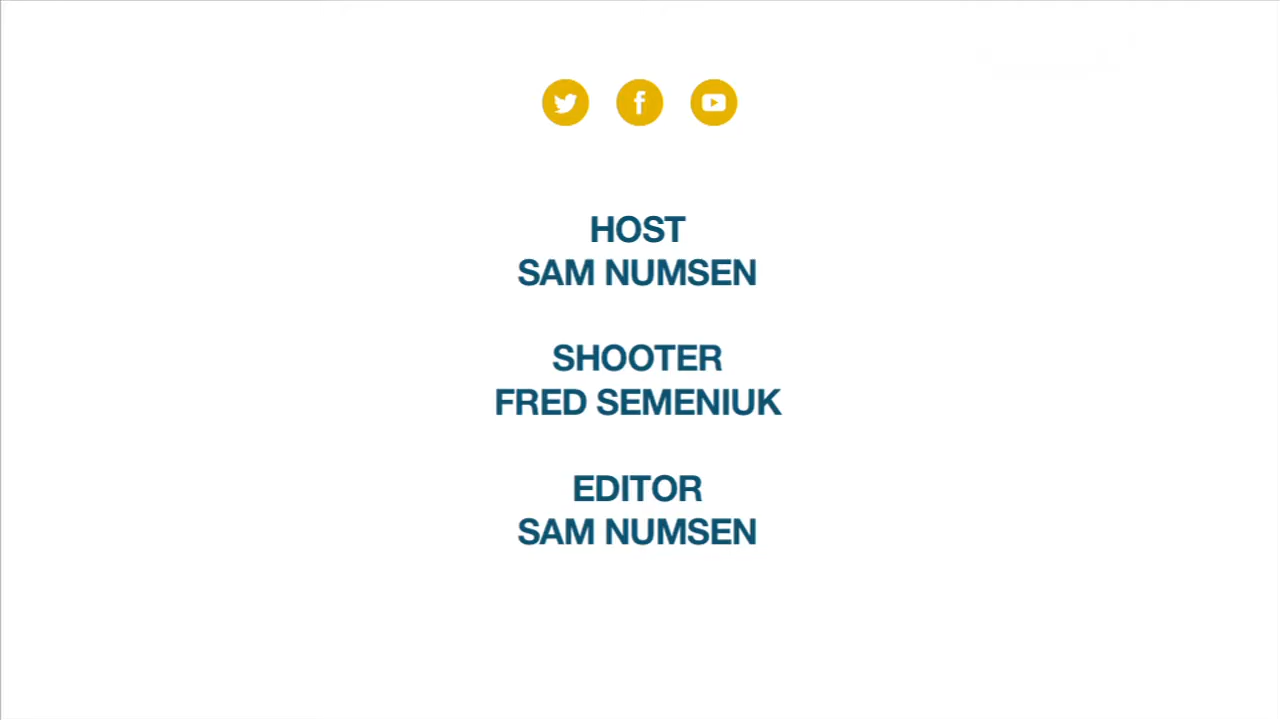 HOST
SAM NUMSEN
SHOOTER
FRED SEMENIUK
EDITOR
SAM NUMSEN